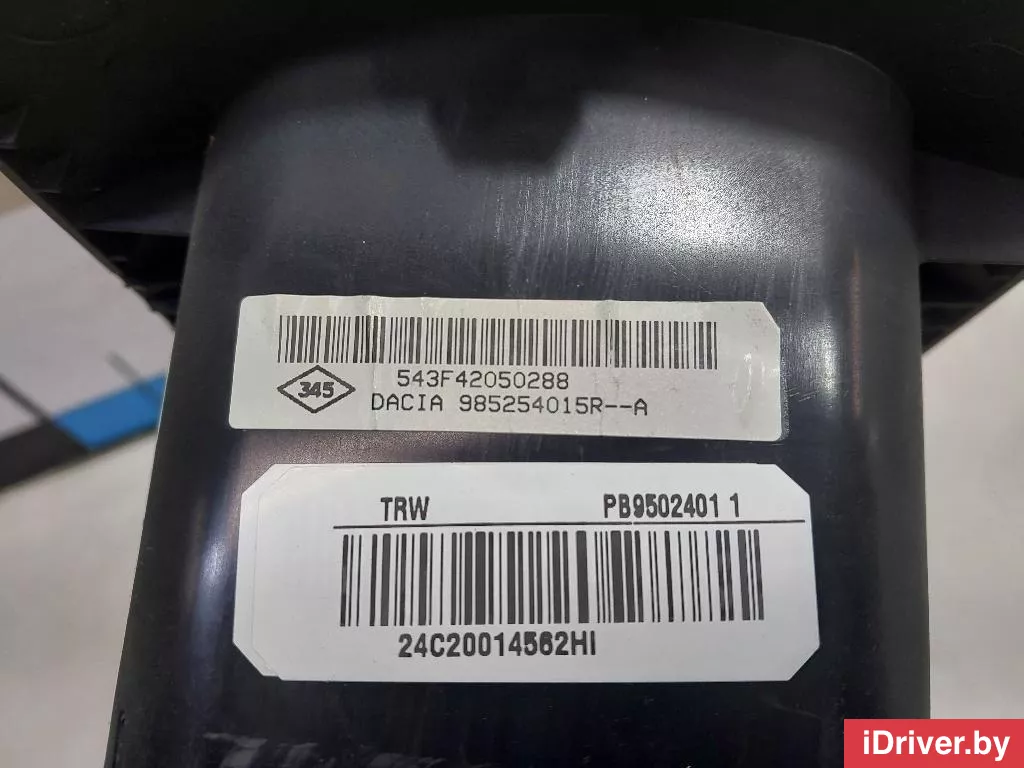 345
543F42050288
DACIA 985254015R--A
TRW PB9502401 1
24C20014562HI
iDriver.by